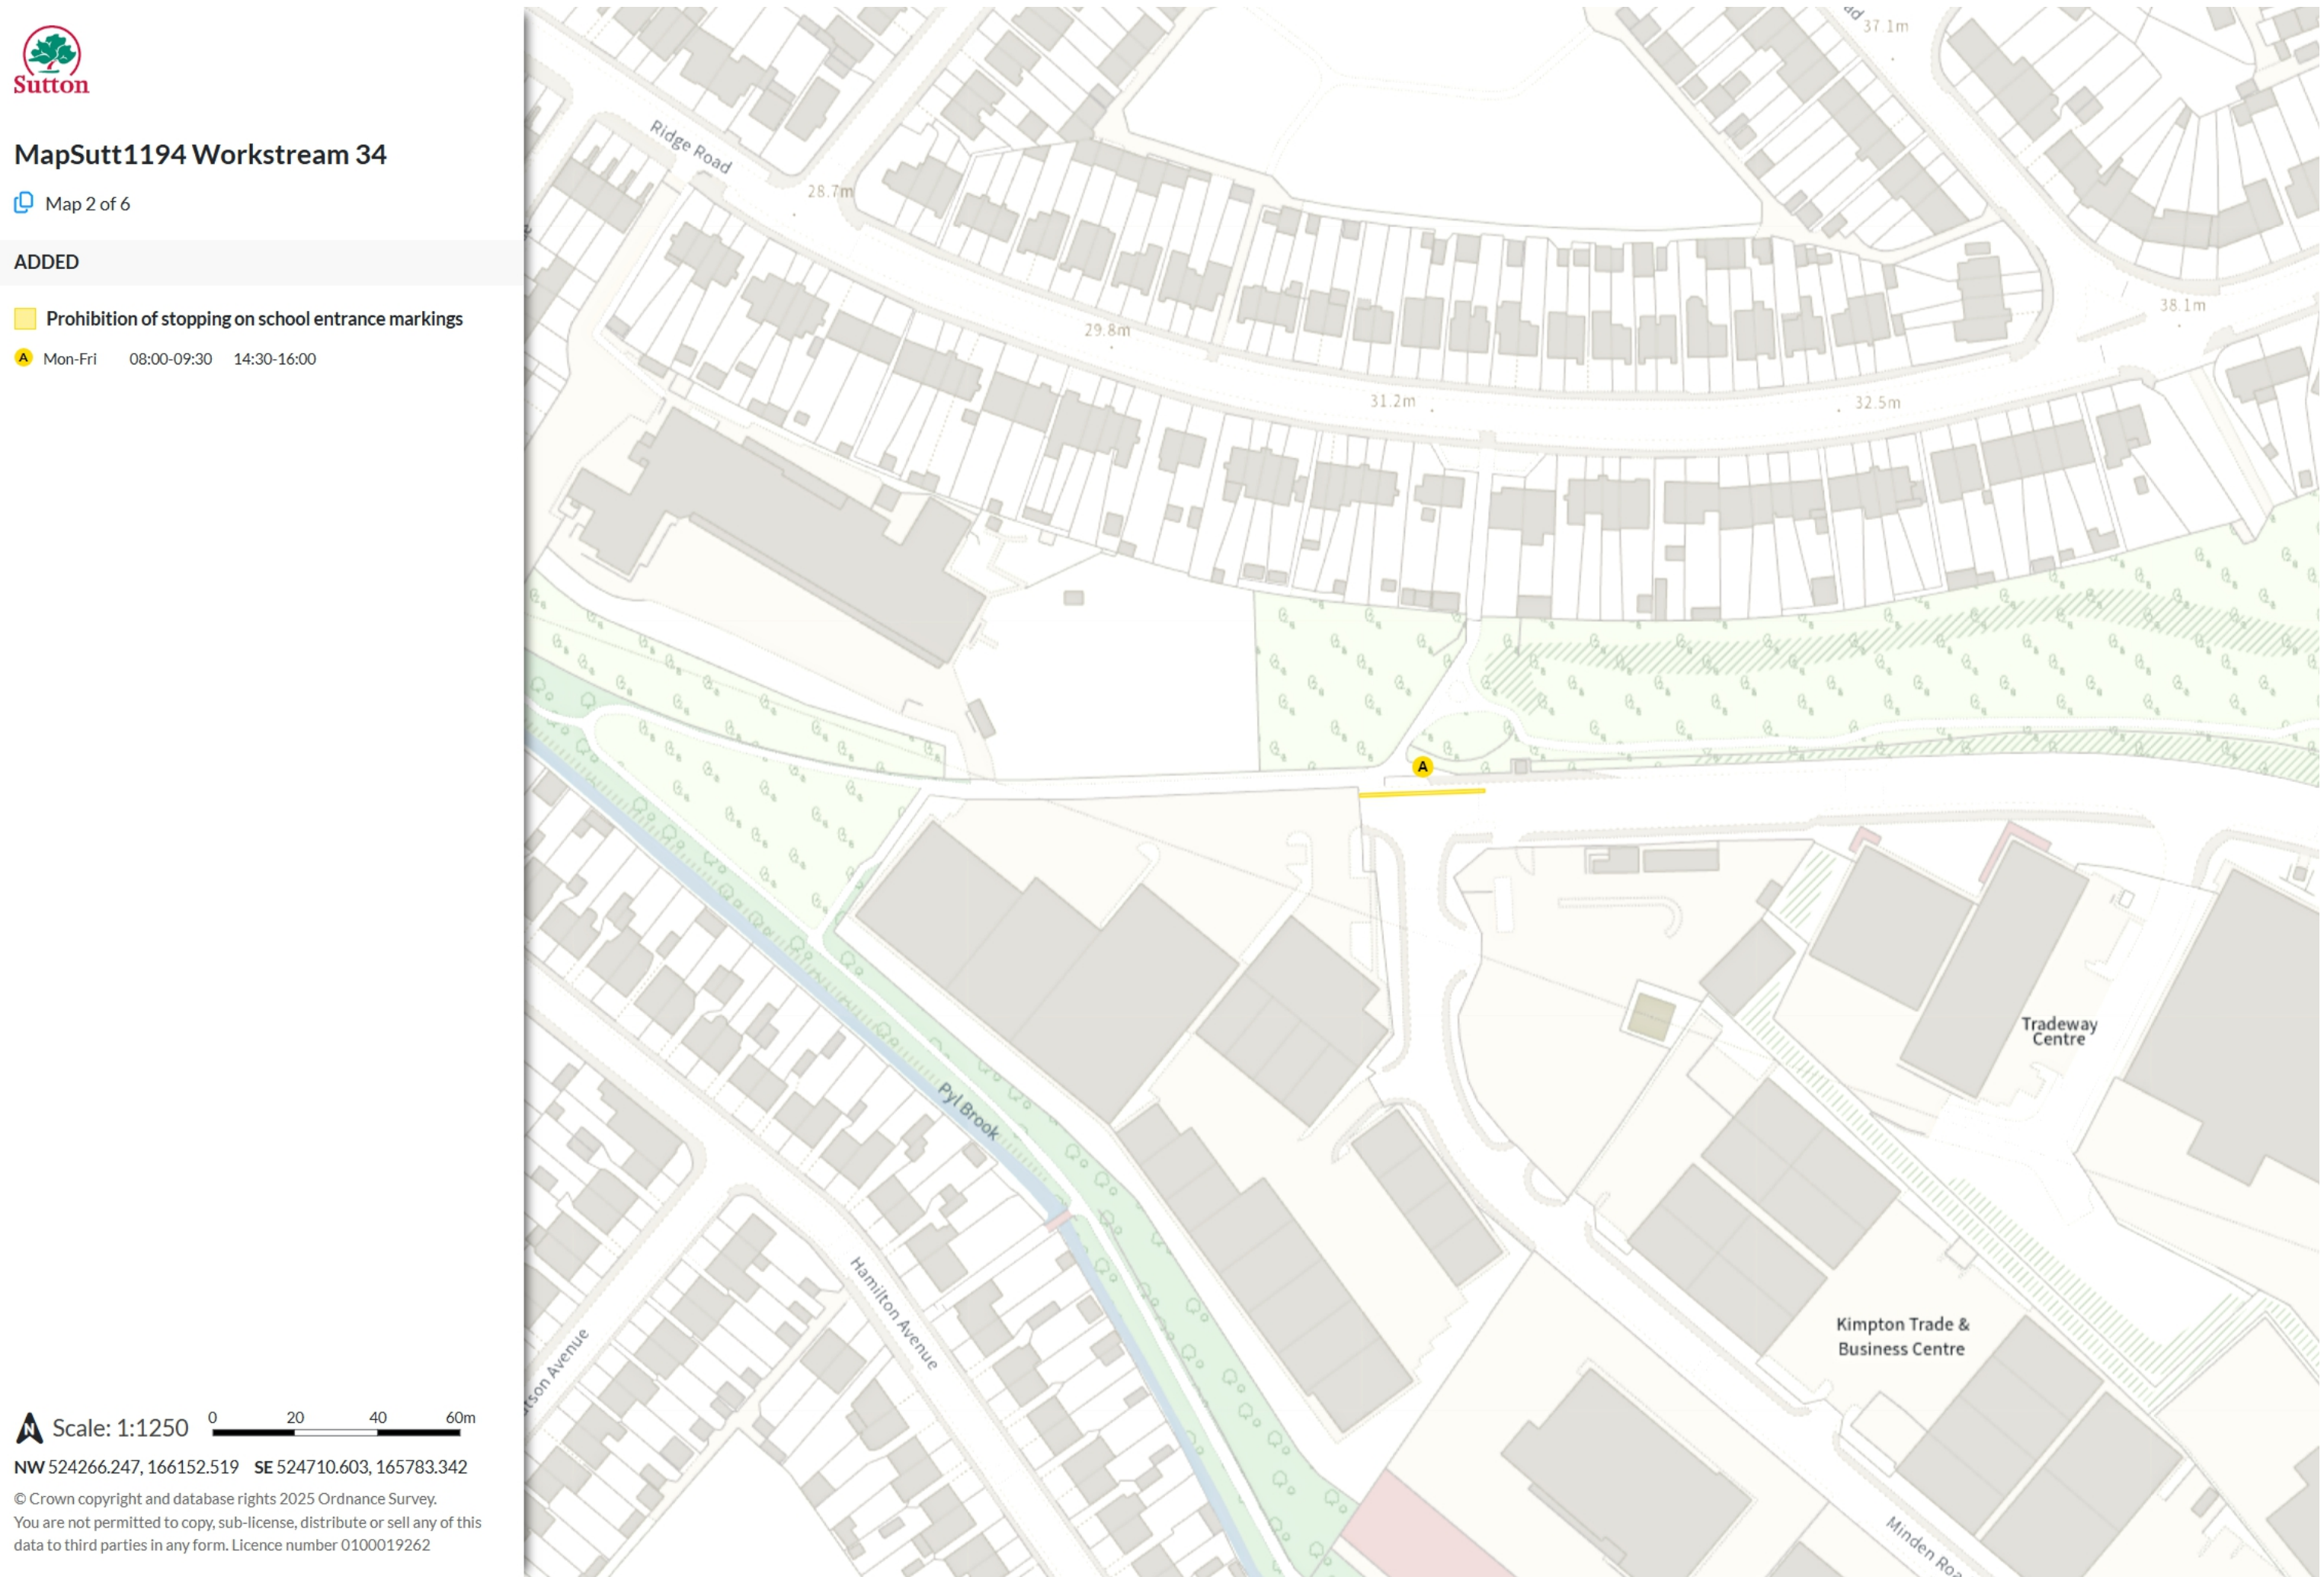 Sutton
MapSutt1194 Workstream 34
Map 2 of 6
ADDED
Prohibition of stopping on school entrance markings
A Mon-Fri 08:00-09:30 14:30-16:00
N Scale: 1:1250 0 20 40 60m
NW 524266.247, 166152.519 SE 524710.603, 165783.342
© Crown copyright and database rights 2025 Ordnance Survey.
You are not permitted to copy, sub-license, distribute or sell any of this
data to third parties in any form. Licence number 0100019262
37.1m
Ridge Road
28.7m
38.1m
29.8m
31.2m
32.5m
A
Tradeway
Centre
Pyl Brook
Hamilton Avenue
Kimpton Trade &
Business Centre
Avenue
Minden